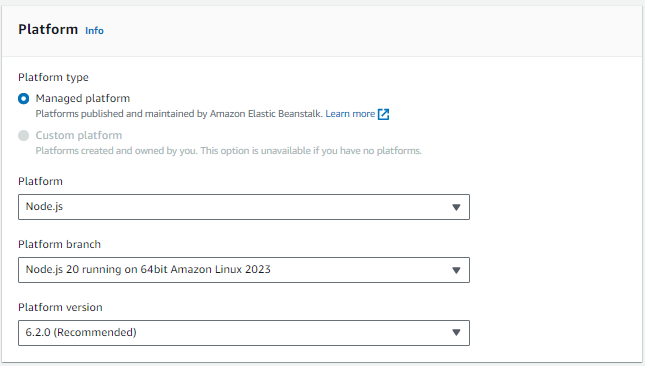 Platform Info
Platform type
Managed platform
Platforms published and maintained by Amazon Elastic Beanstalk. Learn more
Custom platform
Platforms created and owned by you. This option is unavailable if you have no platforms.
Platform
Node.js
Platform branch
Node.js 20 running on 64bit Amazon Linux 2023
Platform version
6.2.0 (Recommended)